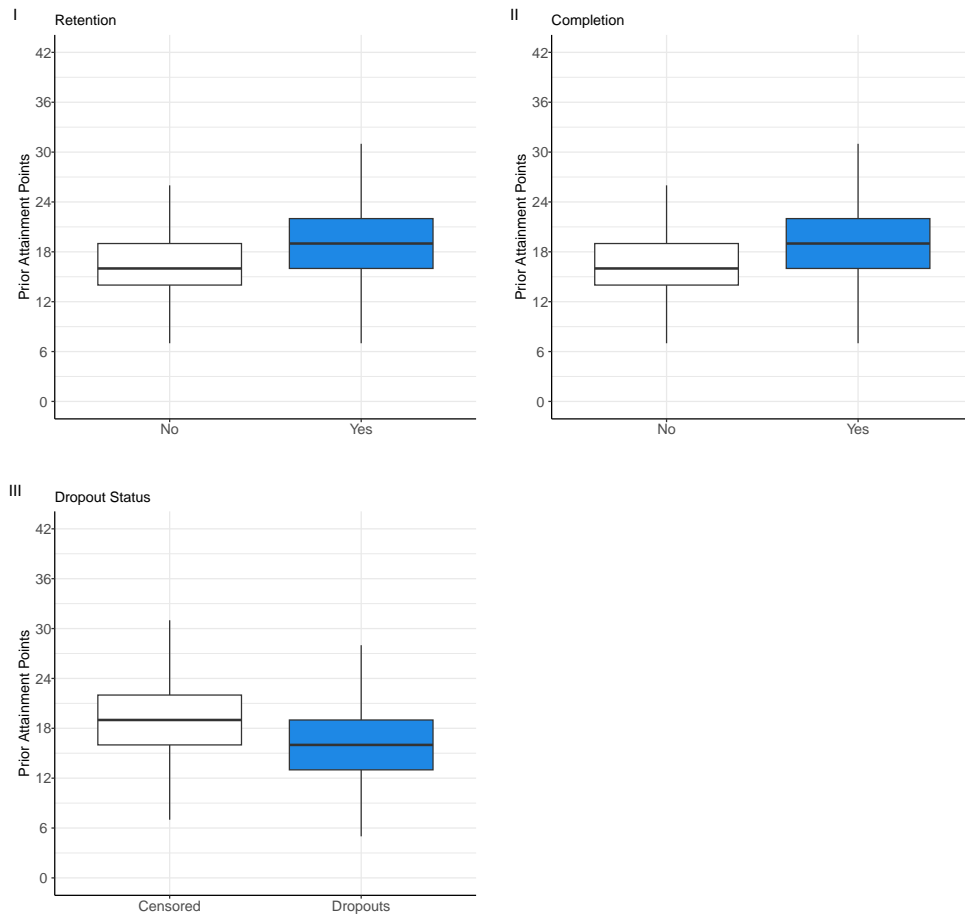 I
Retention
Prior Attainment Points
42
36
30
24
18
12
6
0
No Yes
II
Completion
Prior Attainment Points
42
36
30
24
18
12
6
0
No Yes
III
Dropout Status
Prior Attainment Points
42
36
30
24
18
12
6
0
Censored Dropouts